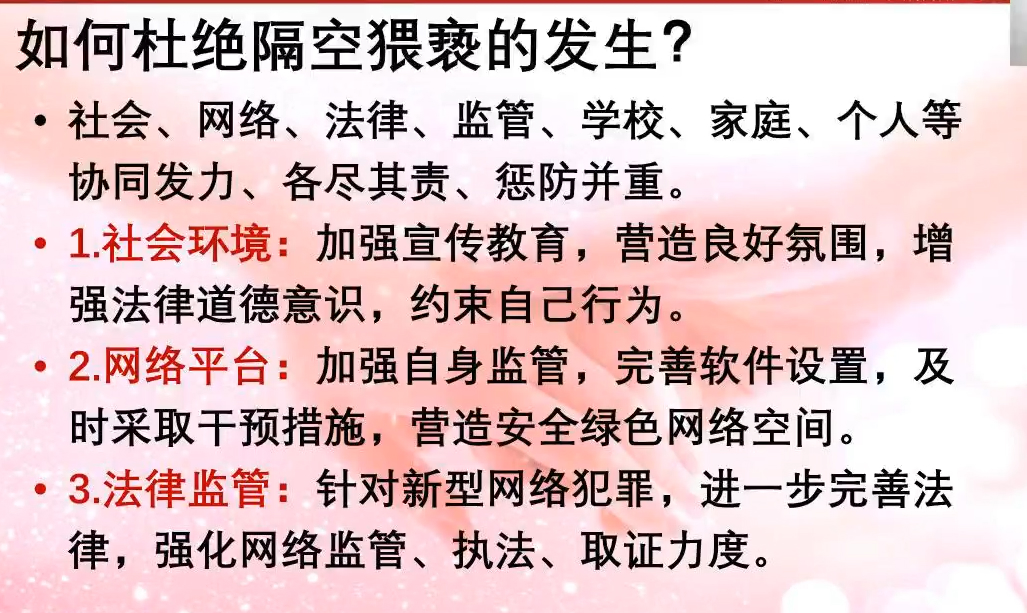 如何杜绝隔空猥亵的发生？
• 社会、网络、法律、监管、学校、家庭、个人等
协同发力、各尽其责、惩防并重。
• 1.社会环境：加强宣传教育，营造良好氛围，增
强法律道德意识，约束自己行为。
• 2.网络平台：加强自身监管，完善软件设置，及
时采取干预措施，营造安全绿色网络空间。
• 3.法律监管：针对新型网络犯罪，进一步完善法
律，强化网络监管、执法、取证力度。